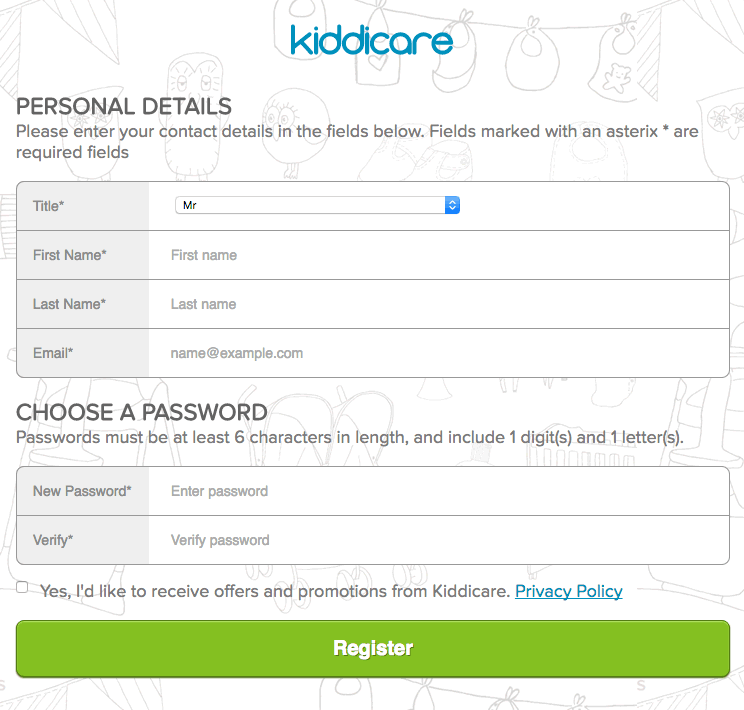 kiddicare
PERSONAL DETAILS
Please enter your contact details in the fields below. Fields marked with an asterix * are
required fields
Title* Mr
First Name* First name
Last Name* Last name
Email* name@example.com
CHOOSE A PASSWORD
Passwords must be at least 6 characters in length, and include 1 digit(s) and 1 letter(s).
New Password* Enter password
Verify* Verify password
Yes, I'd like to receive offers and promotions from Kiddicare. Privacy Policy
Register